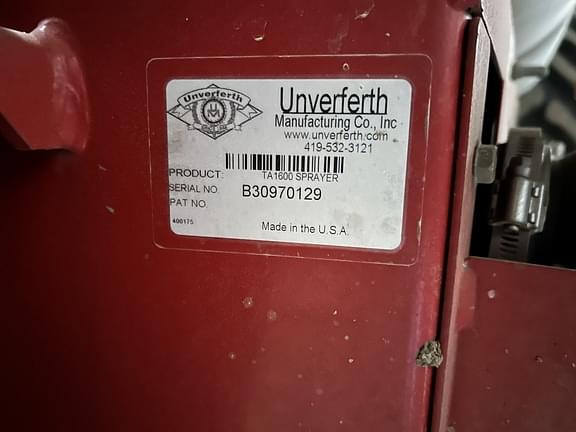 Unverferth
Unverferth
Manufacturing Co., Inc
www.unverferth.com
419-532-3121
PRODUCT: TA1600 SPRAYER
SERIAL NO. B30970129
PAT NO.
400175
Made in the U.S.A.